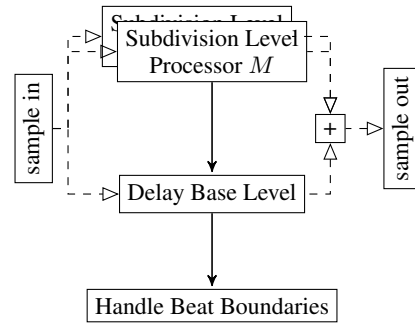 Subdivision Level
Subdivision Level
Processor M
sample in
+
sample out
Delay Base Level
Handle Beat Boundaries